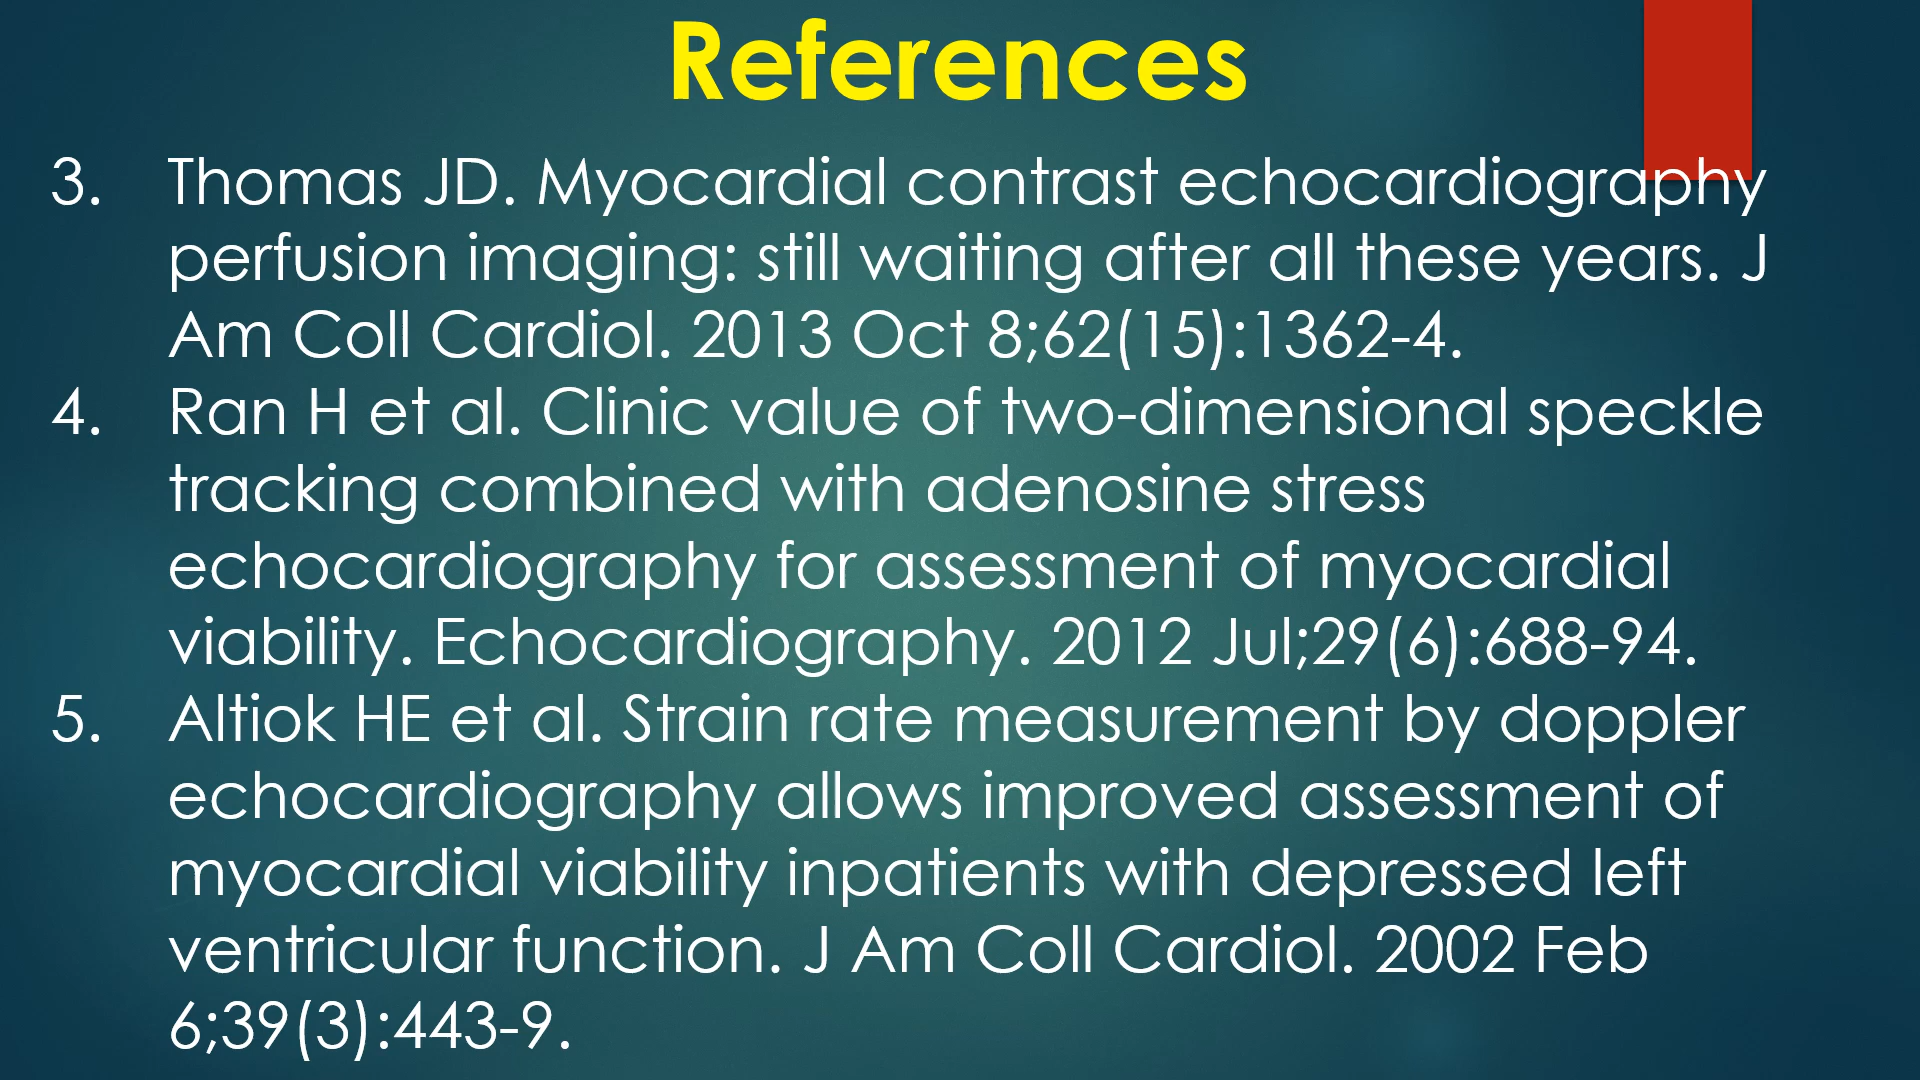 References
3. Thomas JD. Myocardial contrast echocardiography
perfusion imaging: still waiting after all these years. J
Am Coll Cardiol. 2013 Oct 8;62(15):1362-4.
4. Ran H et al. Clinic value of two-dimensional speckle
tracking combined with adenosine stress
echocardiography for assessment of myocardial
viability. Echocardiography. 2012 Jul;29(6):688-94.
5. Altiok HE et al. Strain rate measurement by doppler
echocardiography allows improved assessment of
myocardial viability inpatients with depressed left
ventricular function. J Am Coll Cardiol. 2002 Feb
6;39(3):443-9.